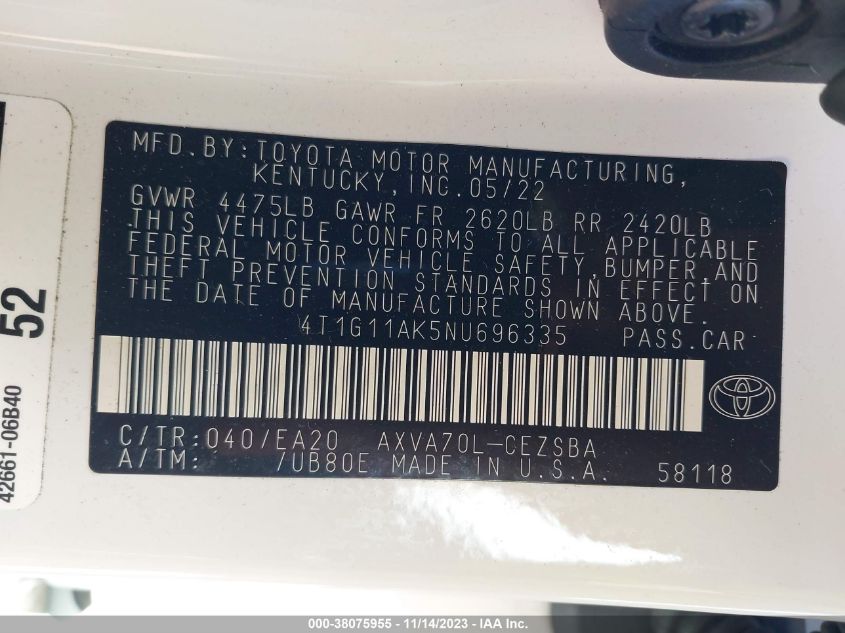 MFD.BY:TOYOTA MOTOR MANUFACTURING,
KENTUCKY,INC.05/22
GVWR 4475LB GAWR FR 2620LB RR 2420LB
THIS VEHICLE CONFORMS TO ALL APPLICABLE
FEDERAL MOTOR VEHICLE SAFETY,BUMPER,AND
THEFT PREVENTION STANDARDS IN EFFECT ON
THE DATE OF MANUFACTURE SHOWN ABOVE.
4T1G11AK5NU696335 PASS.CAR
C/TR:040/EA20 AXVA70L-CEZSBA
A/TM: /UB80E MADE IN U.S.A. 58118
52
42661-06B40
000-38075955 - 11/14/2023 - IAAI.com